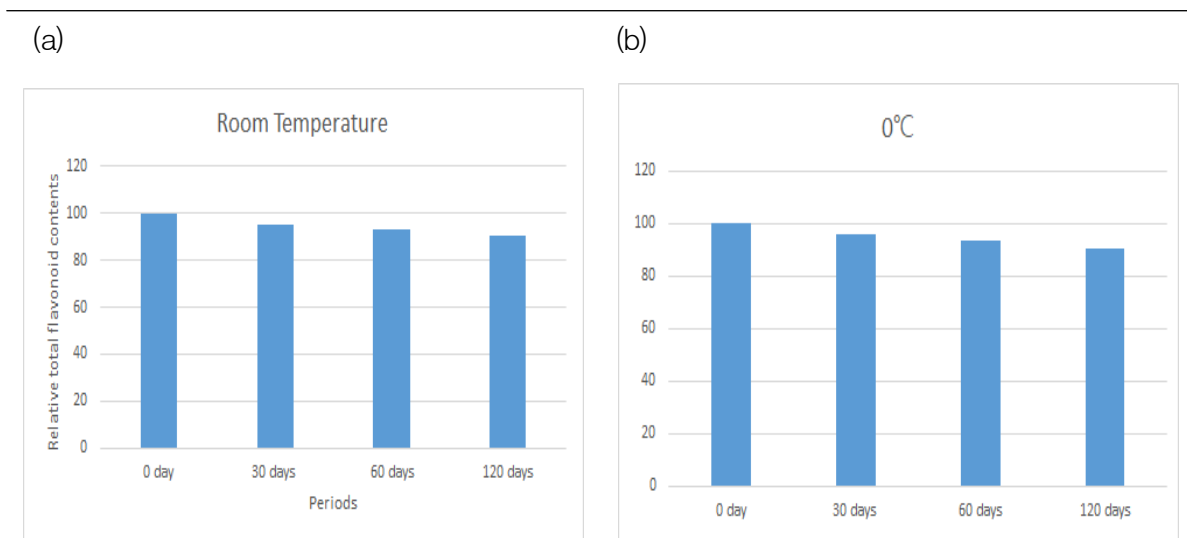 (a)
Room Temperature
120
100
80
60
40
20
0
Relative total flavonoid contents
0 day 30 days 60 days 120 days
Periods
(b)
0℃
120
100
80
60
40
20
0
0 day 30 days 60 days 120 days